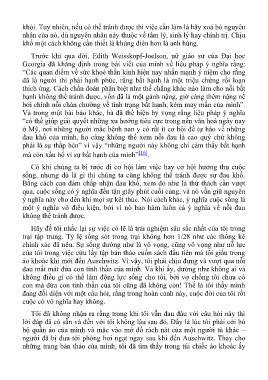 khỏi. Tuy nhiên, nếu có thể tránh được thì việc cần làm là hãy xoá bỏ nguyên
nhân của nó, dù nguyên nhân này thuộc về tâm lý, sinh lý hay chính trị. Chịu
khổ một cách không cần thiết là khủng điên hơn là anh hùng.
Trước khi qua đời, Edith Weisskopf-Joelson, nữ giáo sư của Đại học
Georgia đã khẳng định trong bài viết của mình về liệu pháp ý nghĩa rằng:
“Các quan điểm về sức khoẻ thần kinh hiện nay nhấn mạnh ý niệm cho rằng
đã là người thì phải hạnh phúc, rằng bất hạnh là một triệu chứng rối loạn
thích ứng. Cách chẩn đoán phân biệt như thế chẳng khác nào làm cho nỗi bất
hạnh không thể tránh được, vốn đã là một gánh nặng, giờ càng thêm nặng nề
bởi chính nỗi chán chường về tình trạng bất hạnh, kém may mắn của mình”.
Và trong một bài báo khác, bà đã thể hiện hy vọng rằng liệu pháp ý nghĩa
“có thể giúp giải quyết những xu hướng tiêu cực trong nền văn hoá ngày nay
ở Mỹ, nơi những người mắc bệnh nan y có rất ít cơ hội để tự hào về những
đau khổ của mình, họ cũng không thể xem nỗi đau là cao quý chứ không
phải là sự thấp hèn” vì vậy “những người này không chỉ cảm thấy bất hạnh
mà còn xấu hổ vì sự bất hạnh của mình”
Có khi chúng ta bị tước đi cơ hội làm việc hay cơ hội hưởng thụ cuộc
sống, nhưng dù là gì thì chúng ta cũng không thể tránh được sự đau khổ.
Bằng cách can đảm chấp nhận đau khổ, xem đó như là thử thách cần vượt
qua, cuộc sống có ý nghĩa đến tận giây phút cuối cùng, và nó vẫn giữ nguyên
ý nghĩa này cho đến khi mọi sự kết thúc. Nói cách khác, ý nghĩa cuộc sống là
một ý nghĩa vô điều kiện, bởi vì nó bao hàm luôn cả ý nghĩa về nỗi đau
không thể tránh được.
Hãy để tôi nhắc lại sự việc có lẽ là trải nghiệm sâu sắc nhất của tôi trong
trại tập trung. Tỷ lệ sống sót trong trại không hơn 1/28 như các thống kê
chính xác đã nêu. Sự sống dường như là vô vọng, cũng vô vọng như nỗ lực
của tôi trong việc cứu lấy tập bản thảo cuốn sách đầu tiên mà tôi giấu trong
áo khoác khi mới đến Auschwitz. Vì vậy, tôi phải chịu đựng và vượt qua nỗi
đau mất mát đứa con tinh thần của mình. Và khi ấy, dường như không ai và
không điều gì có thể làm động lực sống cho tôi, bởi vợ chồng tôi chưa có
con mà đứa con tinh thần của tôi cũng đã không còn! Thế là tôi thấy mình
đang đối diện với một câu hỏi, rằng trong hoàn cảnh này, cuộc đời của tôi rốt
cuộc có vô nghĩa hay không.
Tôi đã không nhận ra rằng trong khi tôi vẫn đau đáu với câu hỏi này thì
lời đáp đã có sẵn và đến với tôi không lâu sau đó. Đấy là lúc tôi phải cởi bỏ
bộ quần áo của mình và mặc vào mớ đồ rách nát của một người tù khác –
người đã bị đưa tới phòng hơi ngạt ngay sau khi đến Auschwitz. Thay cho
những trang bản thảo của mình, tôi đã tìm thấy trong túi chiếc áo khoác ấy